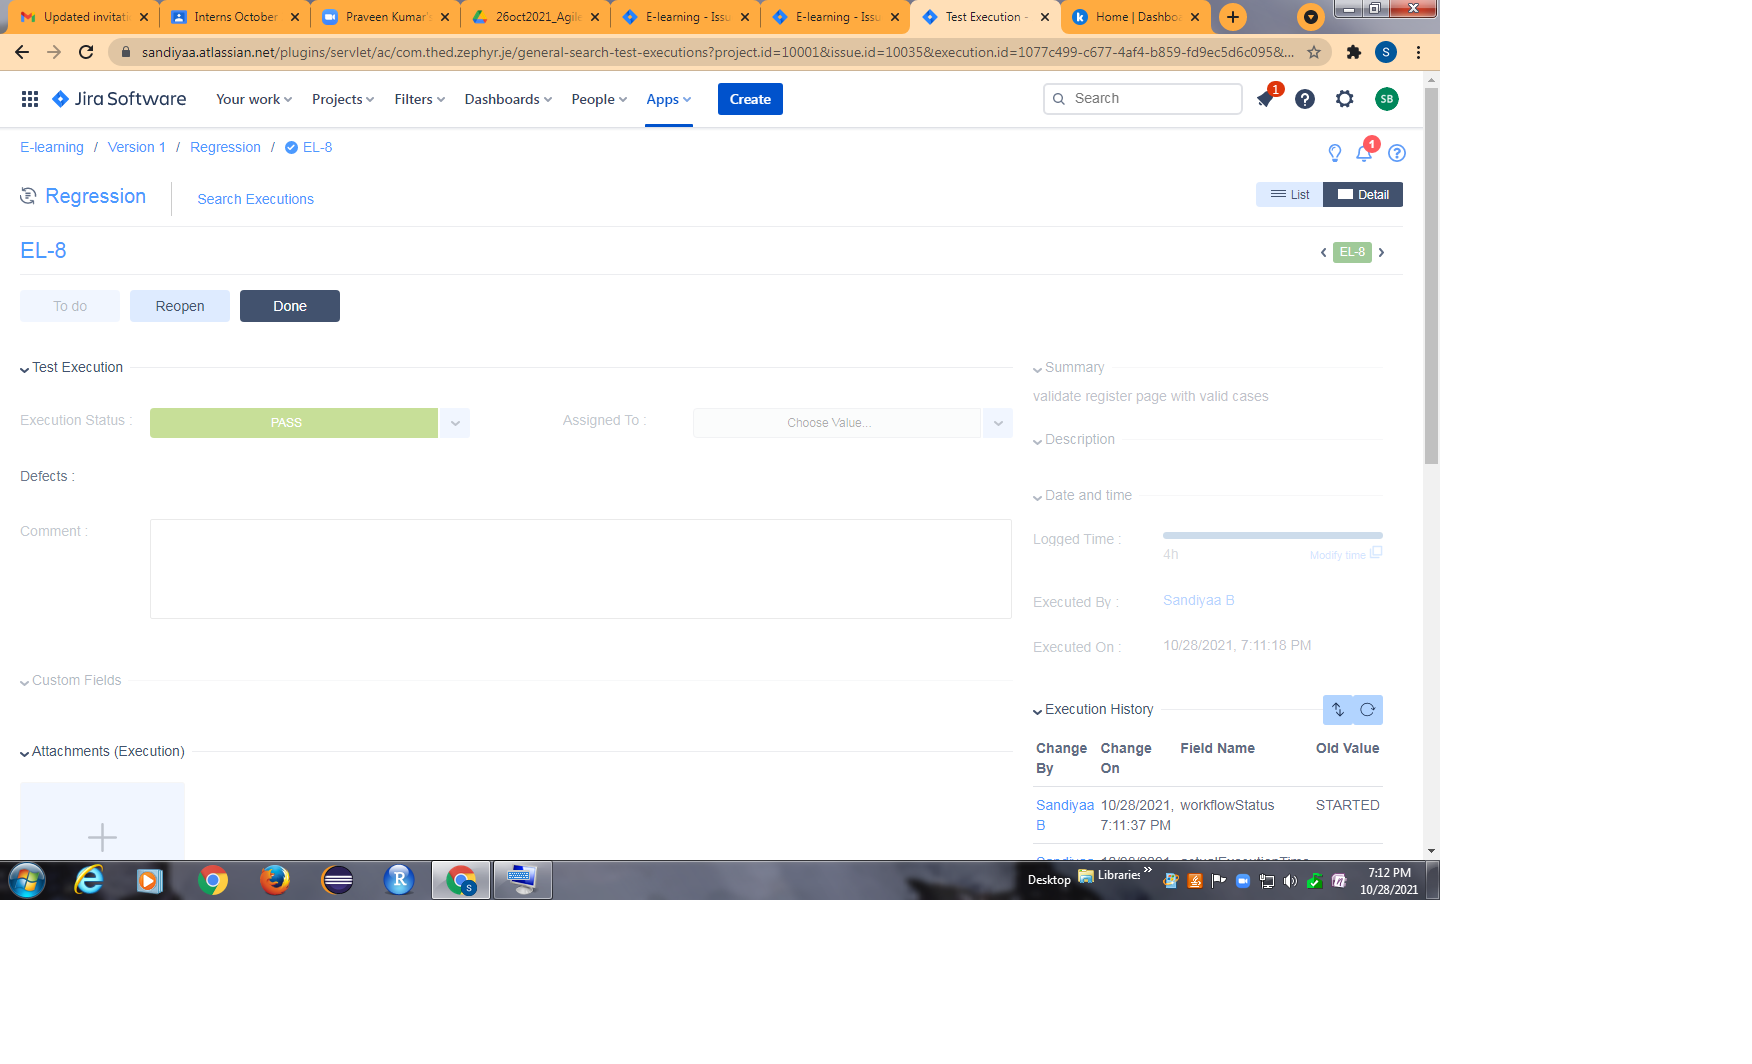 Updated invitati
Interns October
Praveen Kumar's
26oct2021_Agile
E-learning - Issu
E-learning - Issu
Test Execution -
Home | Dashboa
sandiyaa.atlassian.net/plugins/servlet/ac/com.thed.zephyr.je/general-search-test-executions?project.id=10001&issue.id=10035&execution.id=1077c499-c677-4af4-b859-fd9ec5d6c095&...
S
Jira Software
Your work
Projects
Filters
Dashboards
People
Apps
Create
Search
1
SB
E-learning / Version 1 / Regression / EL-8
1
Regression
Search Executions
List
Detail
EL-8
EL-8
To do
Reopen
Done
Test Execution
Execution Status :
PASS
Assigned To :
Choose Value...
Defects :
Comment :
Custom Fields
Attachments (Execution)
Summary
validate register page with valid cases
Description
Date and time
Logged Time :
4h
Modify time
Executed By :
Sandiyaa B
Executed On :
10/28/2021, 7:11:18 PM
Execution History
Change By
Change On
Field Name
Old Value
Sandiyaa B
10/28/2021, 7:11:37 PM
workflowStatus
STARTED
Desktop
Libraries
7:12 PM
10/28/2021